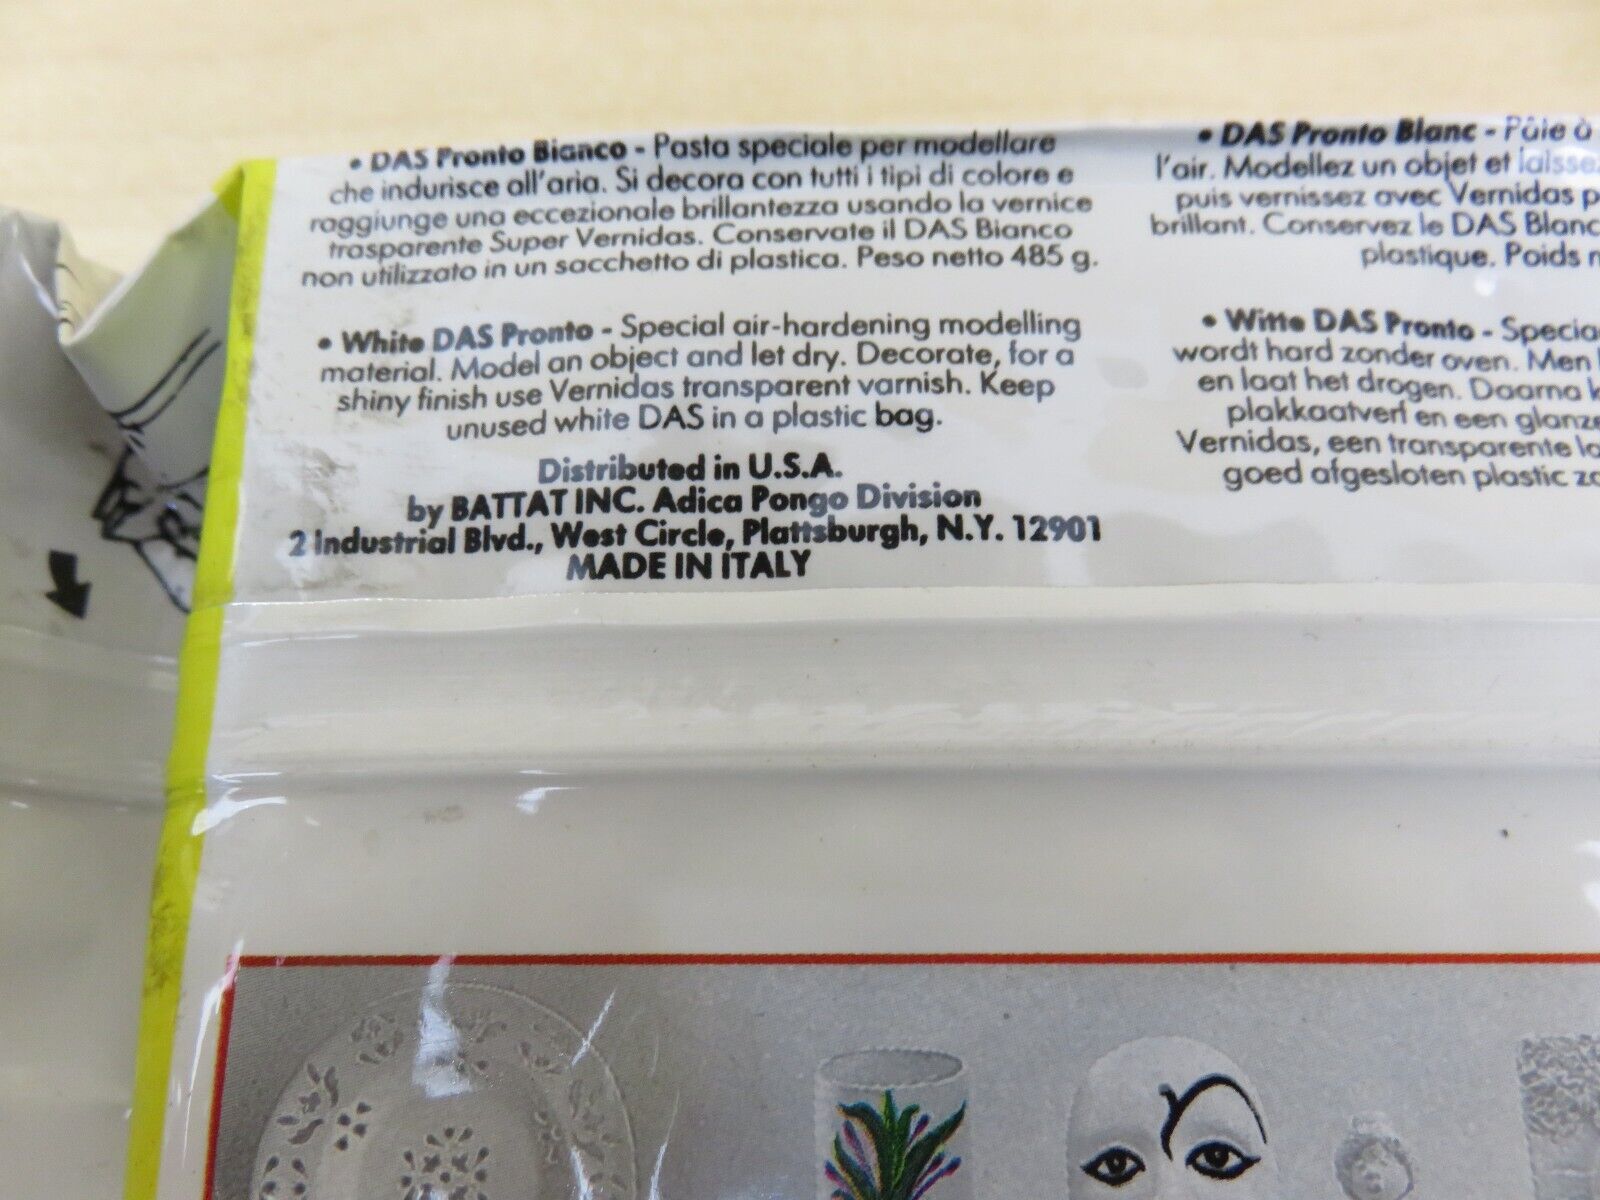 • DAS Pronto Bianco - Pasta speciale per modellare
che indurisce all'aria. Si decora con tutti i tipi di colore e
raggiunge una eccezionale brillantezza usando la vernice
trasparente Super Vernidas. Conservate il DAS Bianco
non utilizzato in un sacchetto di plastica. Peso netto 485 g.
• White DAS Pronto - Special air-hardening modelling
material. Model an object and let dry. Decorate, for a
shiny finish use Vernidas transparent varnish. Keep
unused white DAS in a plastic bag.
Distributed in U.S.A.
by BATTAT INC. Adica Pongo Division
2 Industrial Blvd., West Circle, Plattsburgh, N.Y. 12901
MADE IN ITALY
• DAS Pronto Blanc - Pâte à
l'air. Modellez un objet et laissez
puis vernissez avec Vernidas
brillant. Conservez le DAS Blanc
plastique. Poids
• Witte DAS Pronto -
wordt hard zonder oven. Men
en laat het drogen. Daarna
plakkaatverf en een
Vernidas, een transparente
goed afgesloten plastic